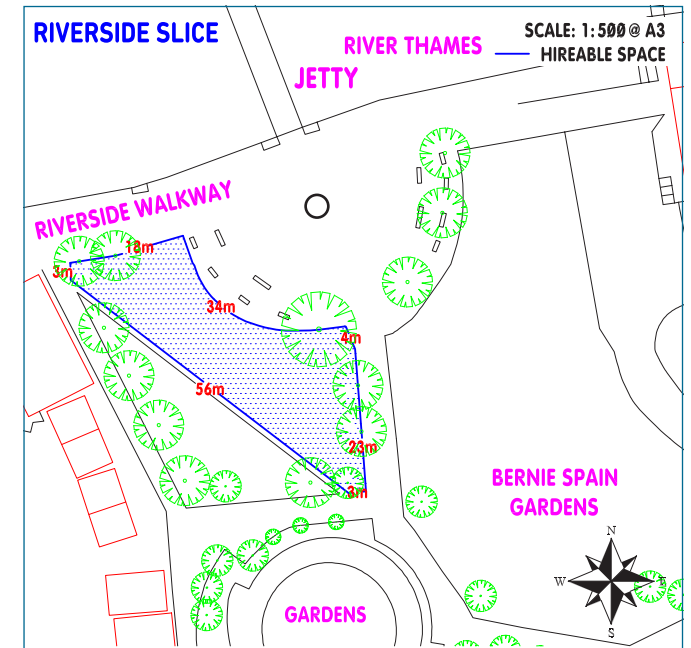 RIVERSIDE SLICE
SCALE: 1:500 @ A3
RIVER THAMES
HIREABLE SPACE
JETTY
RIVERSIDE WALKWAY
18m
3m
34m
4m
56m
23m
3m
BERNIE SPAIN
GARDENS
N
W
E
S
GARDENS